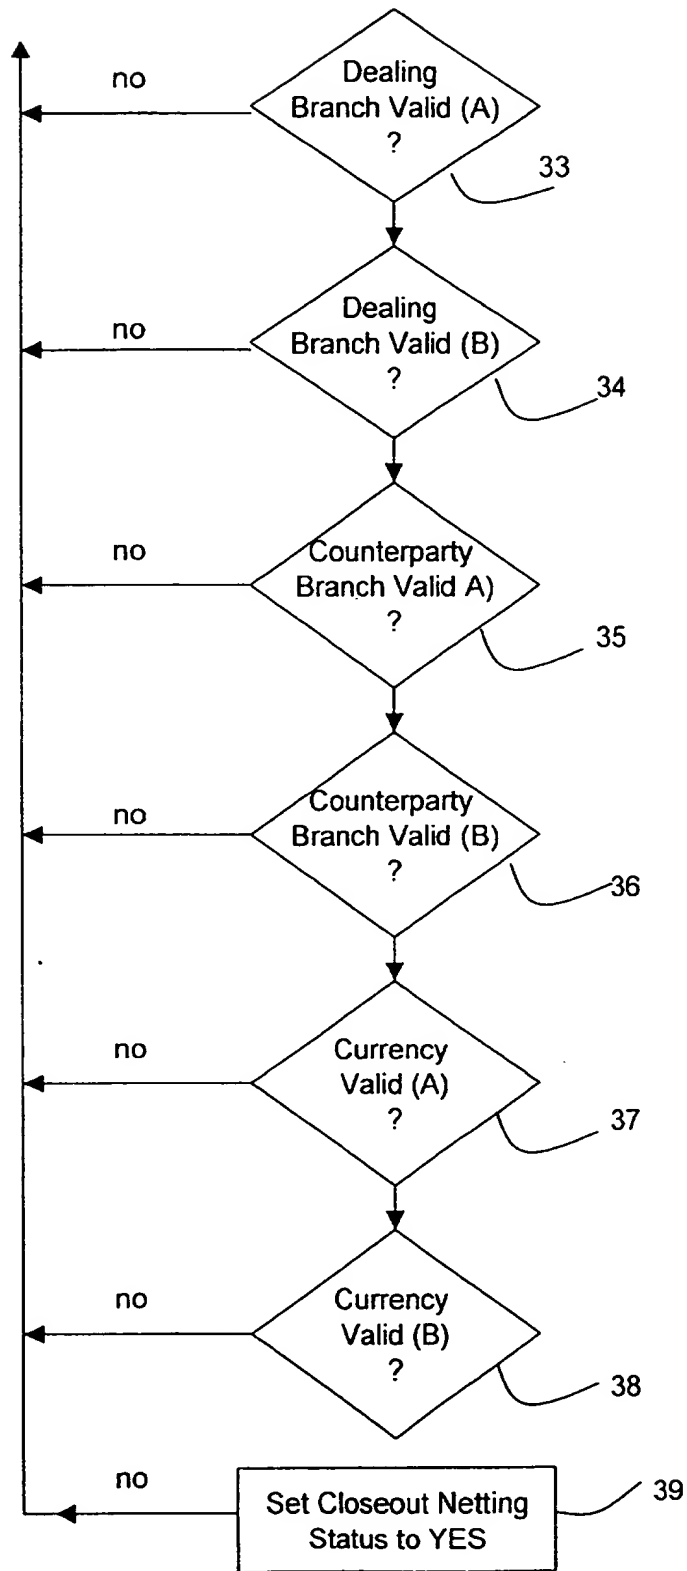 Dealing
no
Branch Valid (A)
?
33
Dealing
no
Branch Valid (B)
?
34
no
Counterparty
Branch Valid A)
?
35
no
Counterparty
Branch Valid (B)
?
36
no
Currency
Valid (A)
?
37
no
Currency
Valid (B)
?
38
no
Set Closeout Netting
Status to YES
39